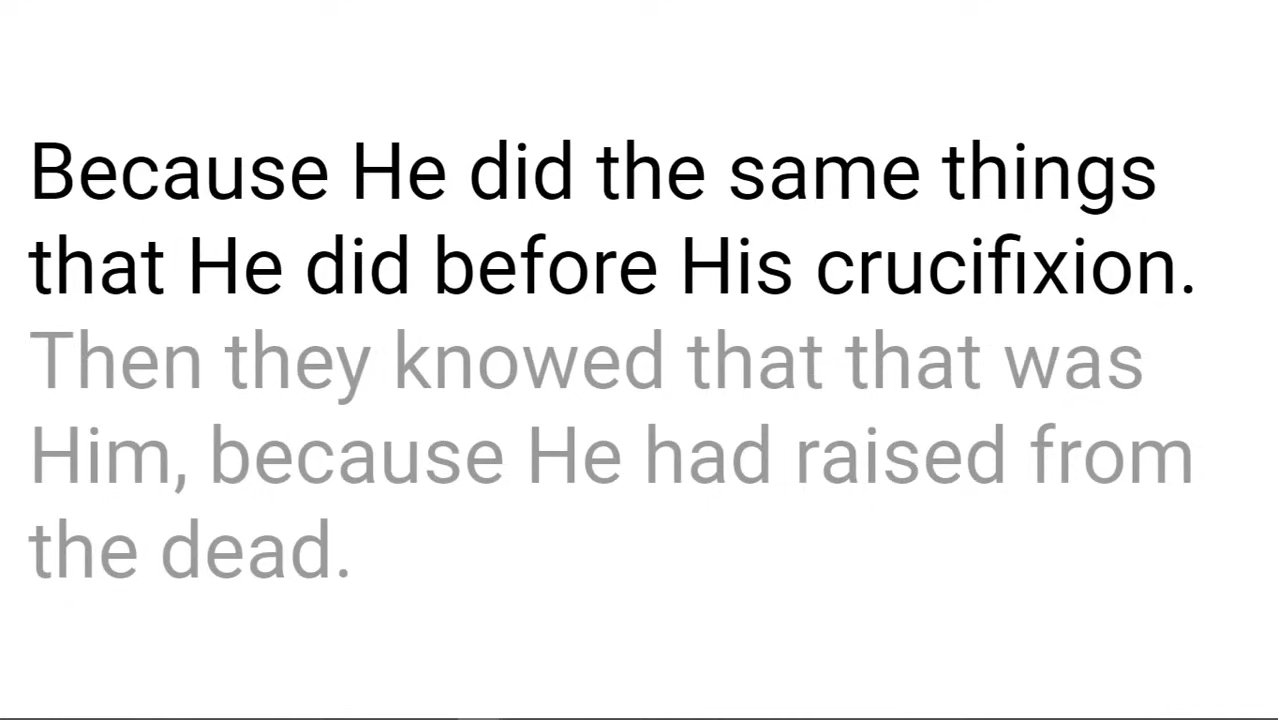 Because He did the same things
that He did before His crucifixion.
Then they knowed that that was
Him, because He had raised from
the dead.